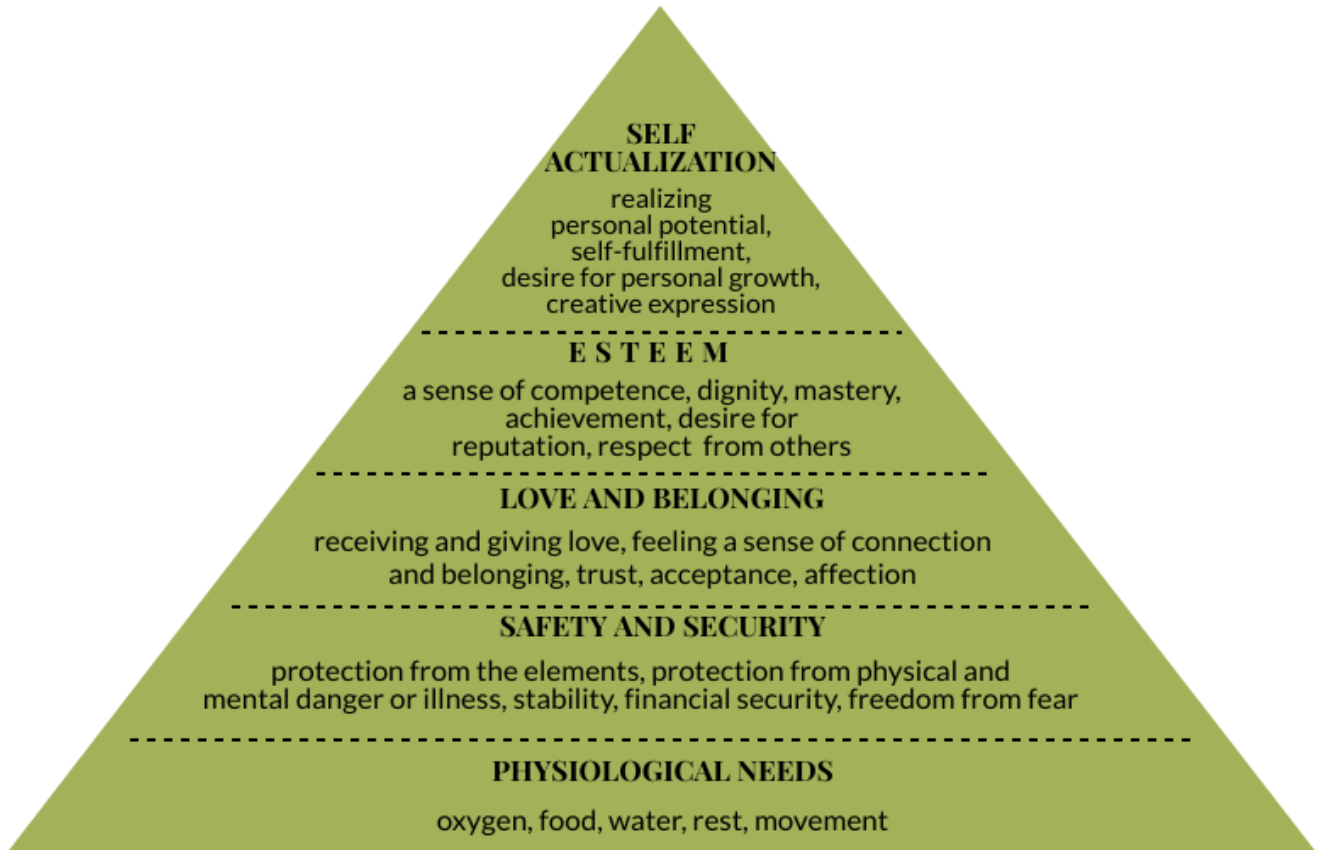 SELF
ACTUALIZATION
realizing
personal potential,
self-fulfillment,
desire for personal growth,
creative expression
ESTEEM
a sense of competence, dignity, mastery,
achievement, desire for
reputation, respect from others
LOVE AND BELONGING
receiving and giving love, feeling a sense of connection
and belonging, trust, acceptance, affection
SAFETY AND SECURITY
protection from the elements, protection from physical and
mental danger or illness, stability, financial security, freedom from fear
PHYSIOLOGICAL NEEDS
oxygen, food, water, rest, movement